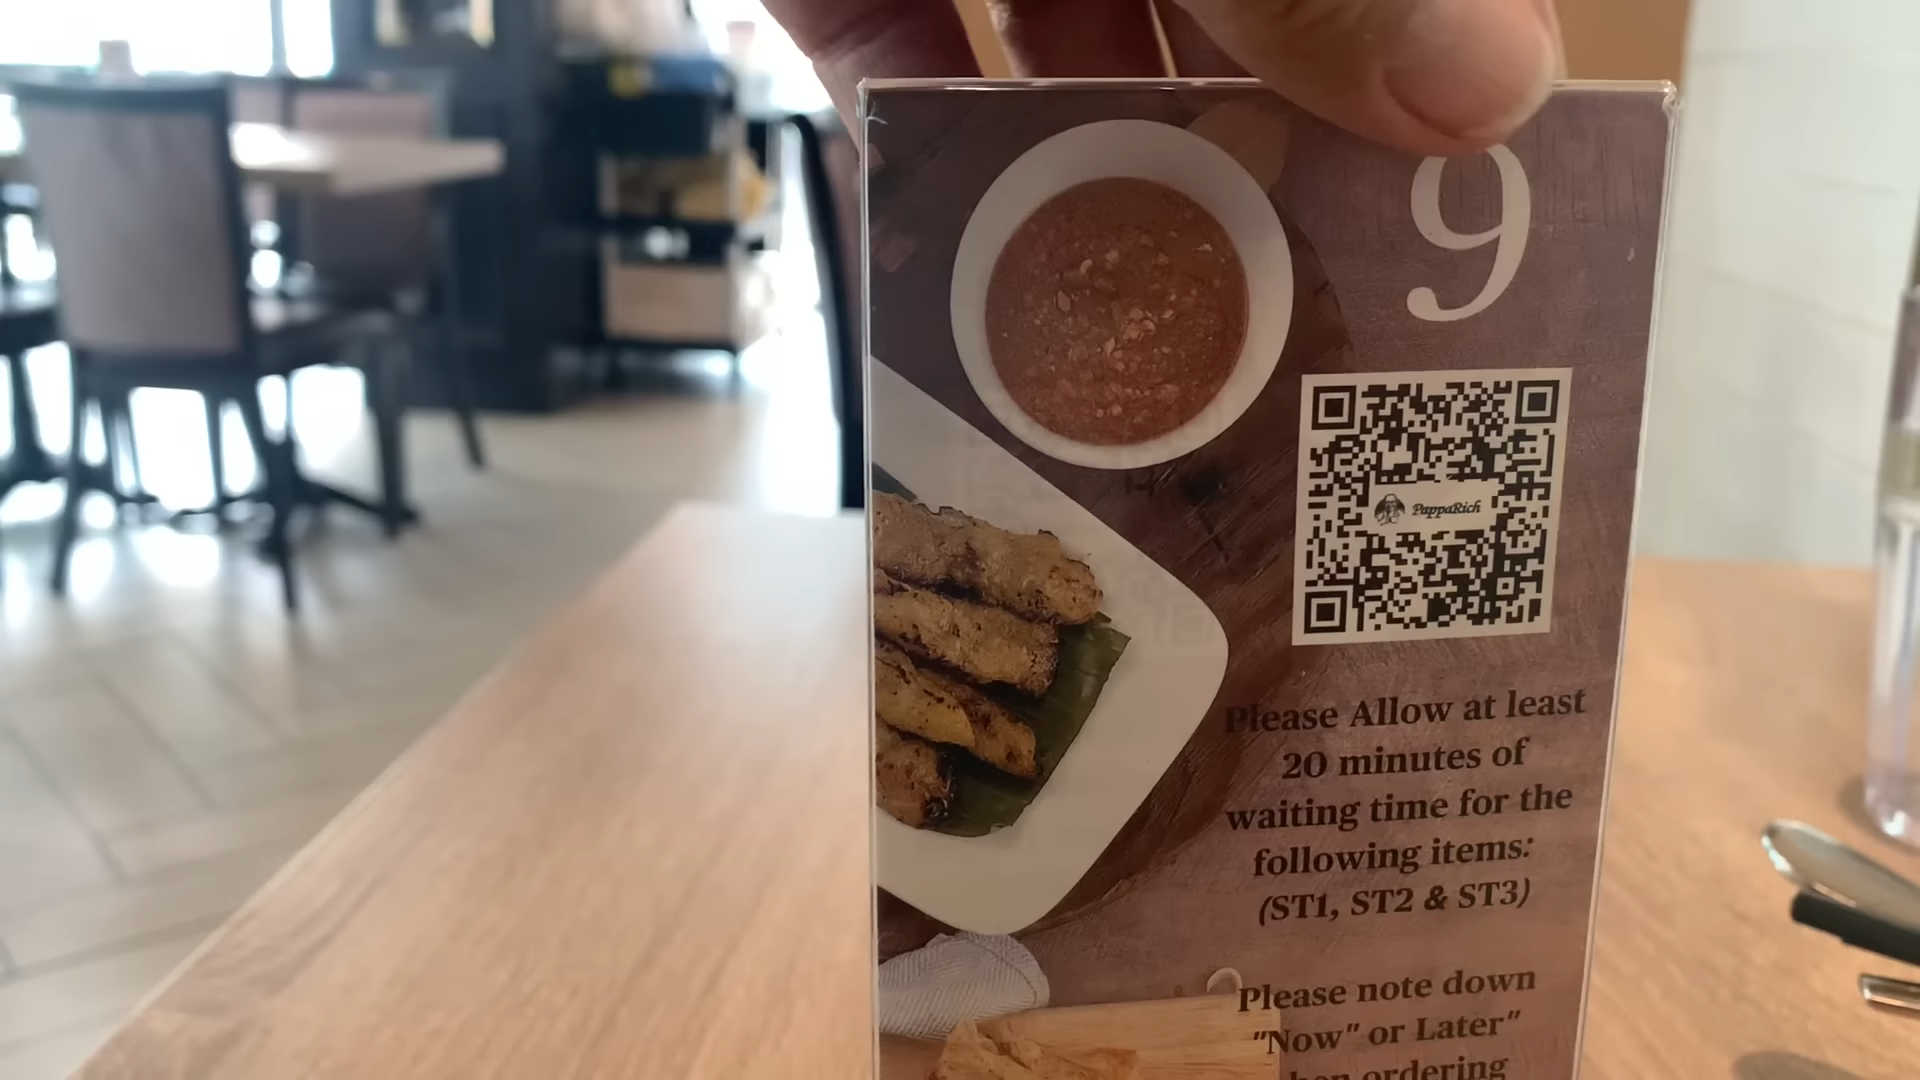 9
PappaRich
Please Allow at least
20 minutes of
waiting time for the
following items:
(ST1, ST2 & ST3)
Please note down
"Now" or Later"
ordering